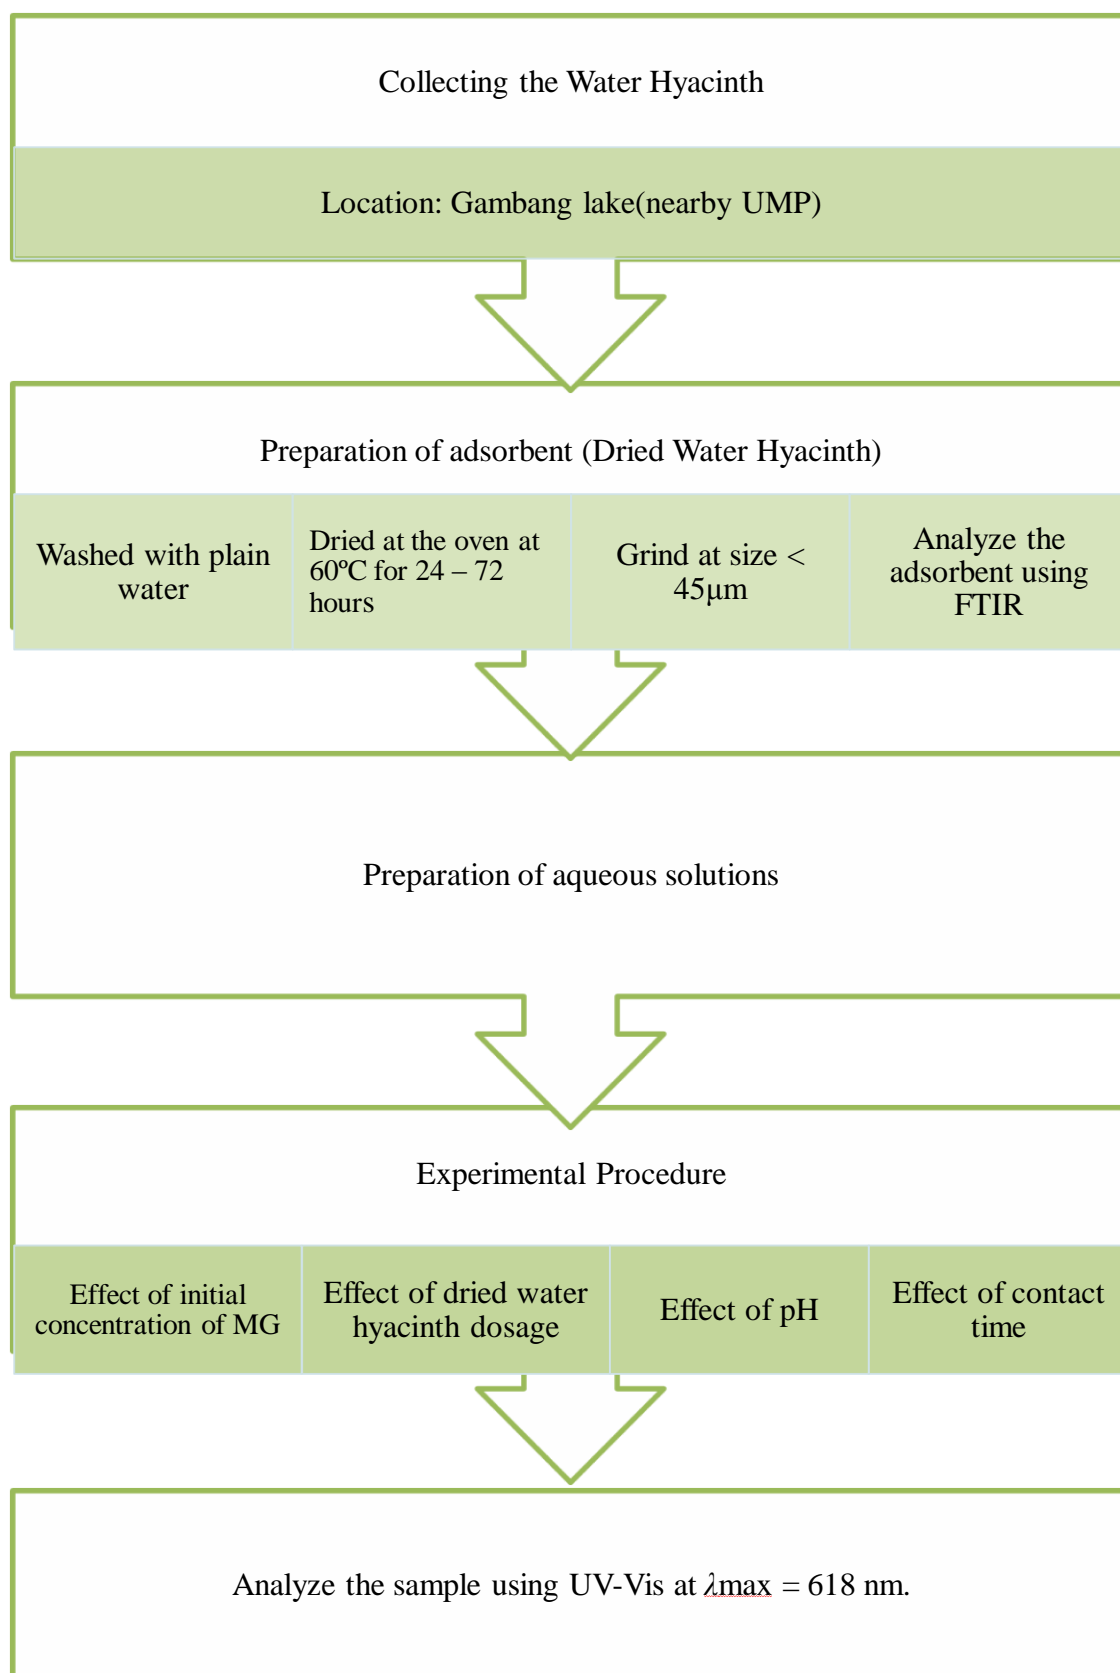 Collecting the Water Hyacinth
Location: Gambang lake(nearby UMP)
Preparation of adsorbent (Dried Water Hyacinth)
Washed with plain
water
Dried at the oven at
60ºC for 24 – 72
hours
Grind at size <
45μm
Analyze the
adsorbent using
FTIR
Preparation of aqueous solutions
Experimental Procedure
Effect of initial
concentration of MG
Effect of dried water
hyacinth dosage
Effect of pH
Effect of contact
time
Analyze the sample using UV-Vis at λmax = 618 nm.